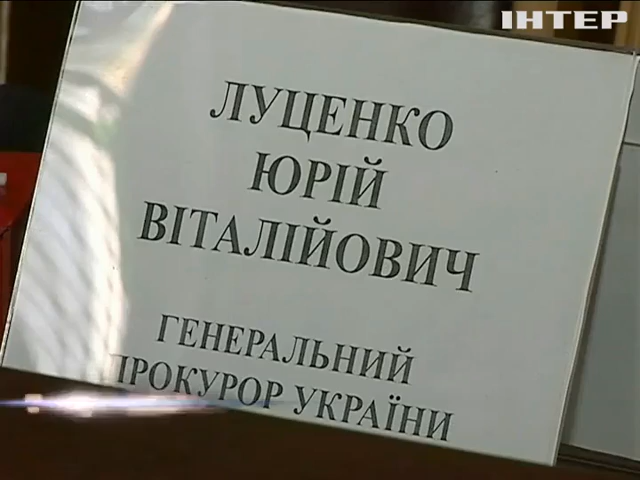 ІНТЕР
ЛУЦЕНКО
ЮРІЙ
ВІТАЛІЙОВИЧ
ГЕНЕРАЛЬНИЙ
ПРОКУРОР УКРАЇНИ